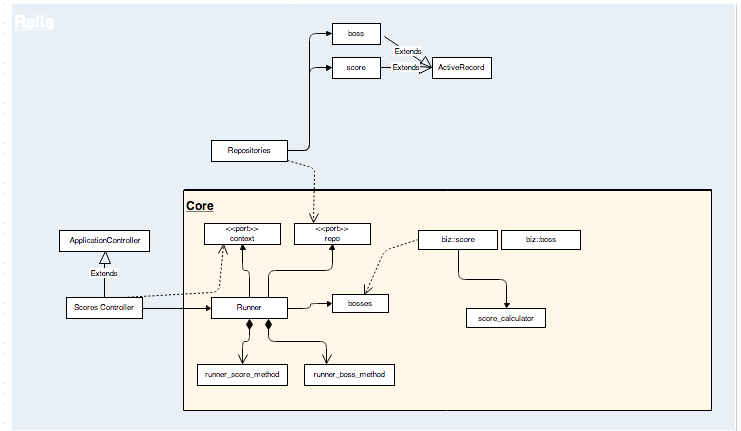 Rails
boss
Extends
score
Extends
ActiveRecord
Repositories
Core
<<port>>
context
<<port>>
repo
biz::score
biz::boss
ApplicationController
Extends
Scores Controller
Runner
bosses
score_calculator
runner_score_method
runner_boss_method